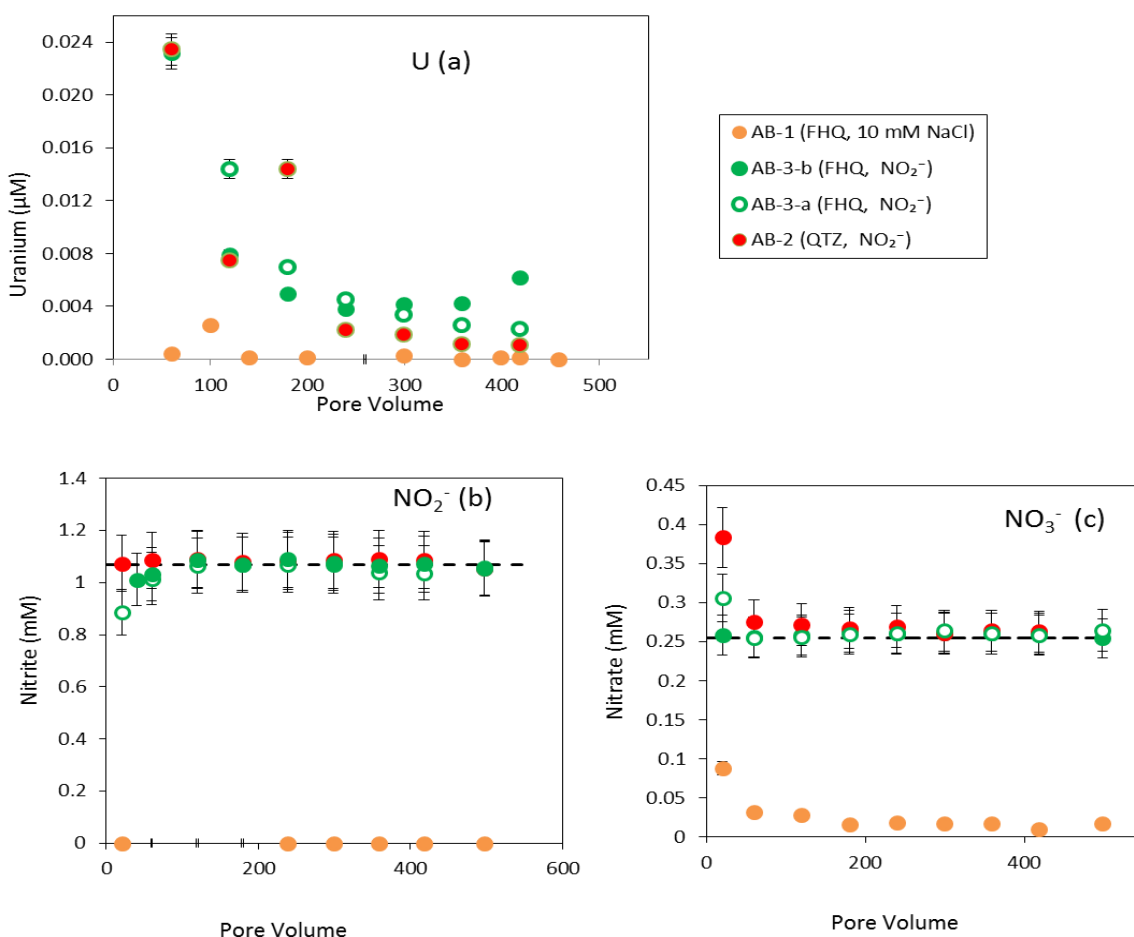 U (a)
Uranium (µM)
0.024
0.020
0.016
0.012
0.008
0.004
0.000
0 100 200 300 400 500
Pore Volume
AB-1 (FHQ, 10 mM NaCl)
AB-3-b (FHQ, NO₂⁻)
AB-3-a (FHQ, NO₂⁻)
AB-2 (QTZ, NO₂⁻)
NO₂⁻ (b)
Nitrite (mM)
1.4
1.2
1
0.8
0.6
0.4
0.2
0
0 200 400 600
Pore Volume
NO₃⁻ (c)
Nitrate (mM)
0.45
0.4
0.35
0.3
0.25
0.2
0.15
0.1
0.05
0
0 200 400
Pore Volume